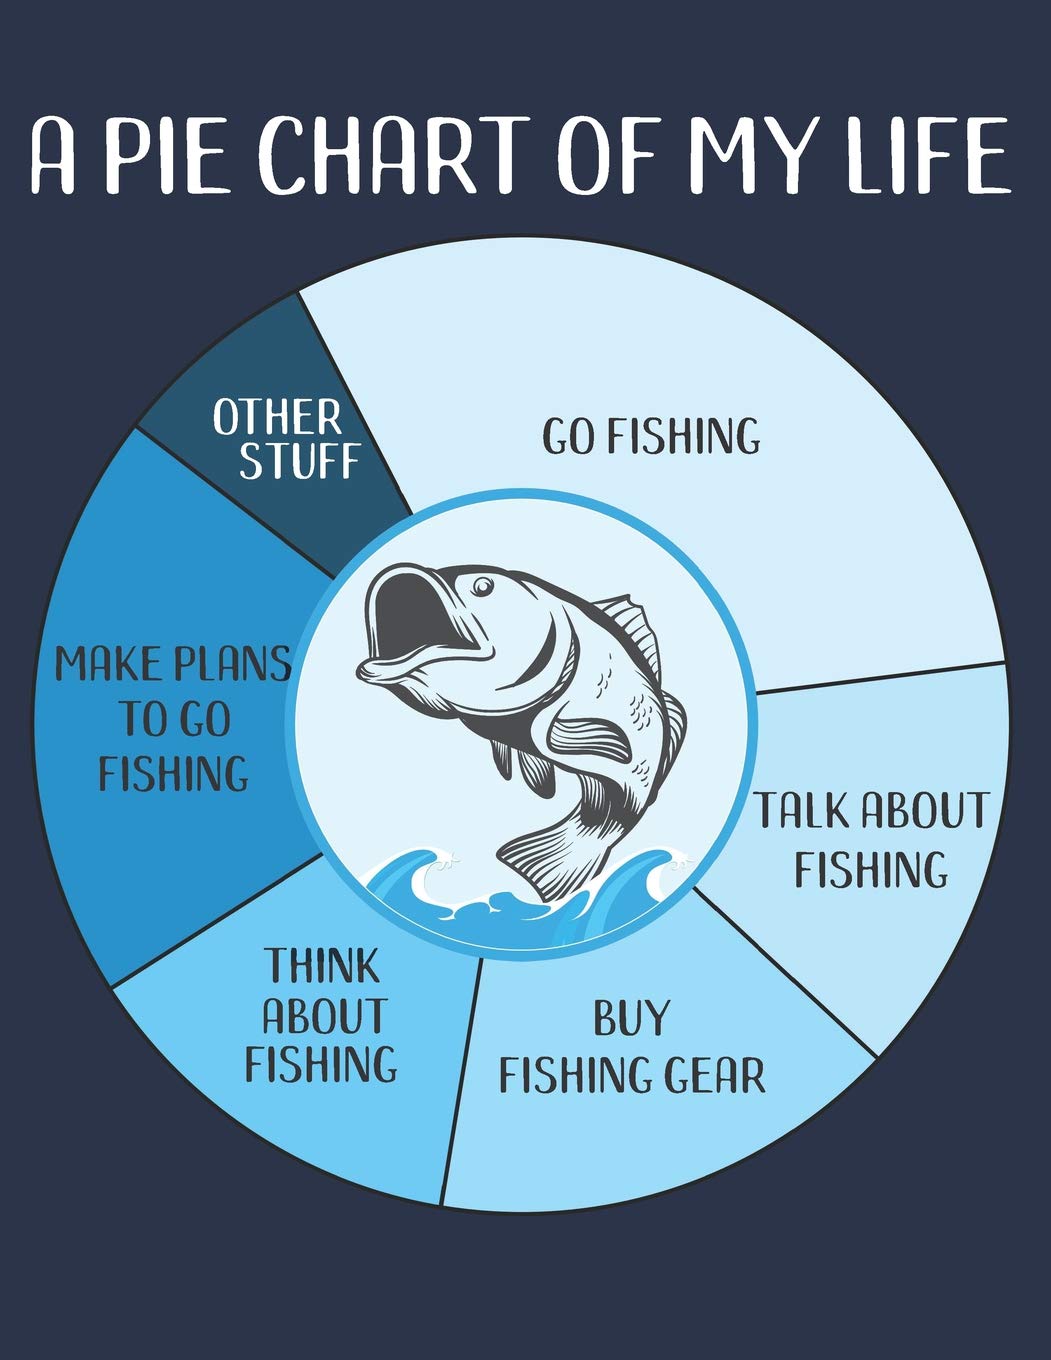 A PIE CHART OF MY LIFE
OTHER
STUFF
GO FISHING
MAKE PLANS
TO GO
FISHING
TALK ABOUT
FISHING
THINK
ABOUT
FISHING
BUY
FISHING GEAR